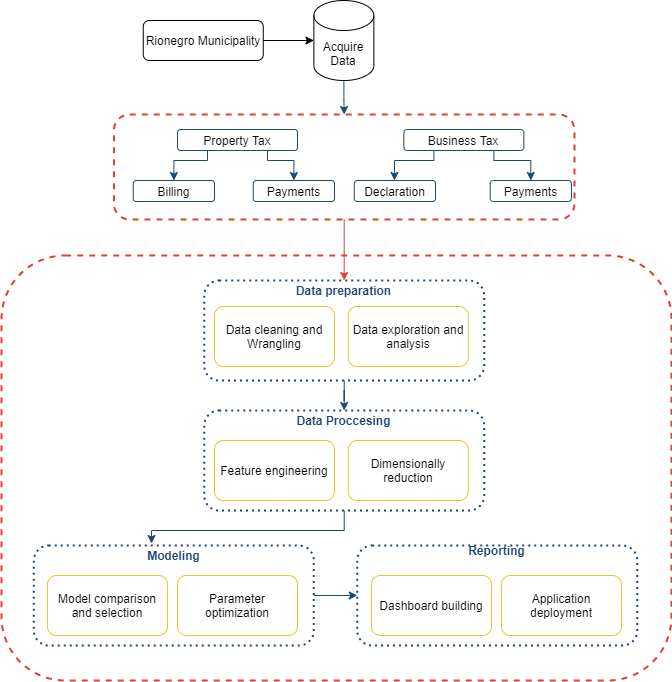 Rionegro Municipality
Acquire
Data
Property Tax
Business Tax
Billing
Payments
Declaration
Payments
Data preparation
Data cleaning and
Wrangling
Data exploration and
analysis
Data Proccesing
Feature engineering
Dimensionally
reduction
Modeling
Reporting
Model comparison
and selection
Parameter
optimization
Dashboard building
Application
deployment